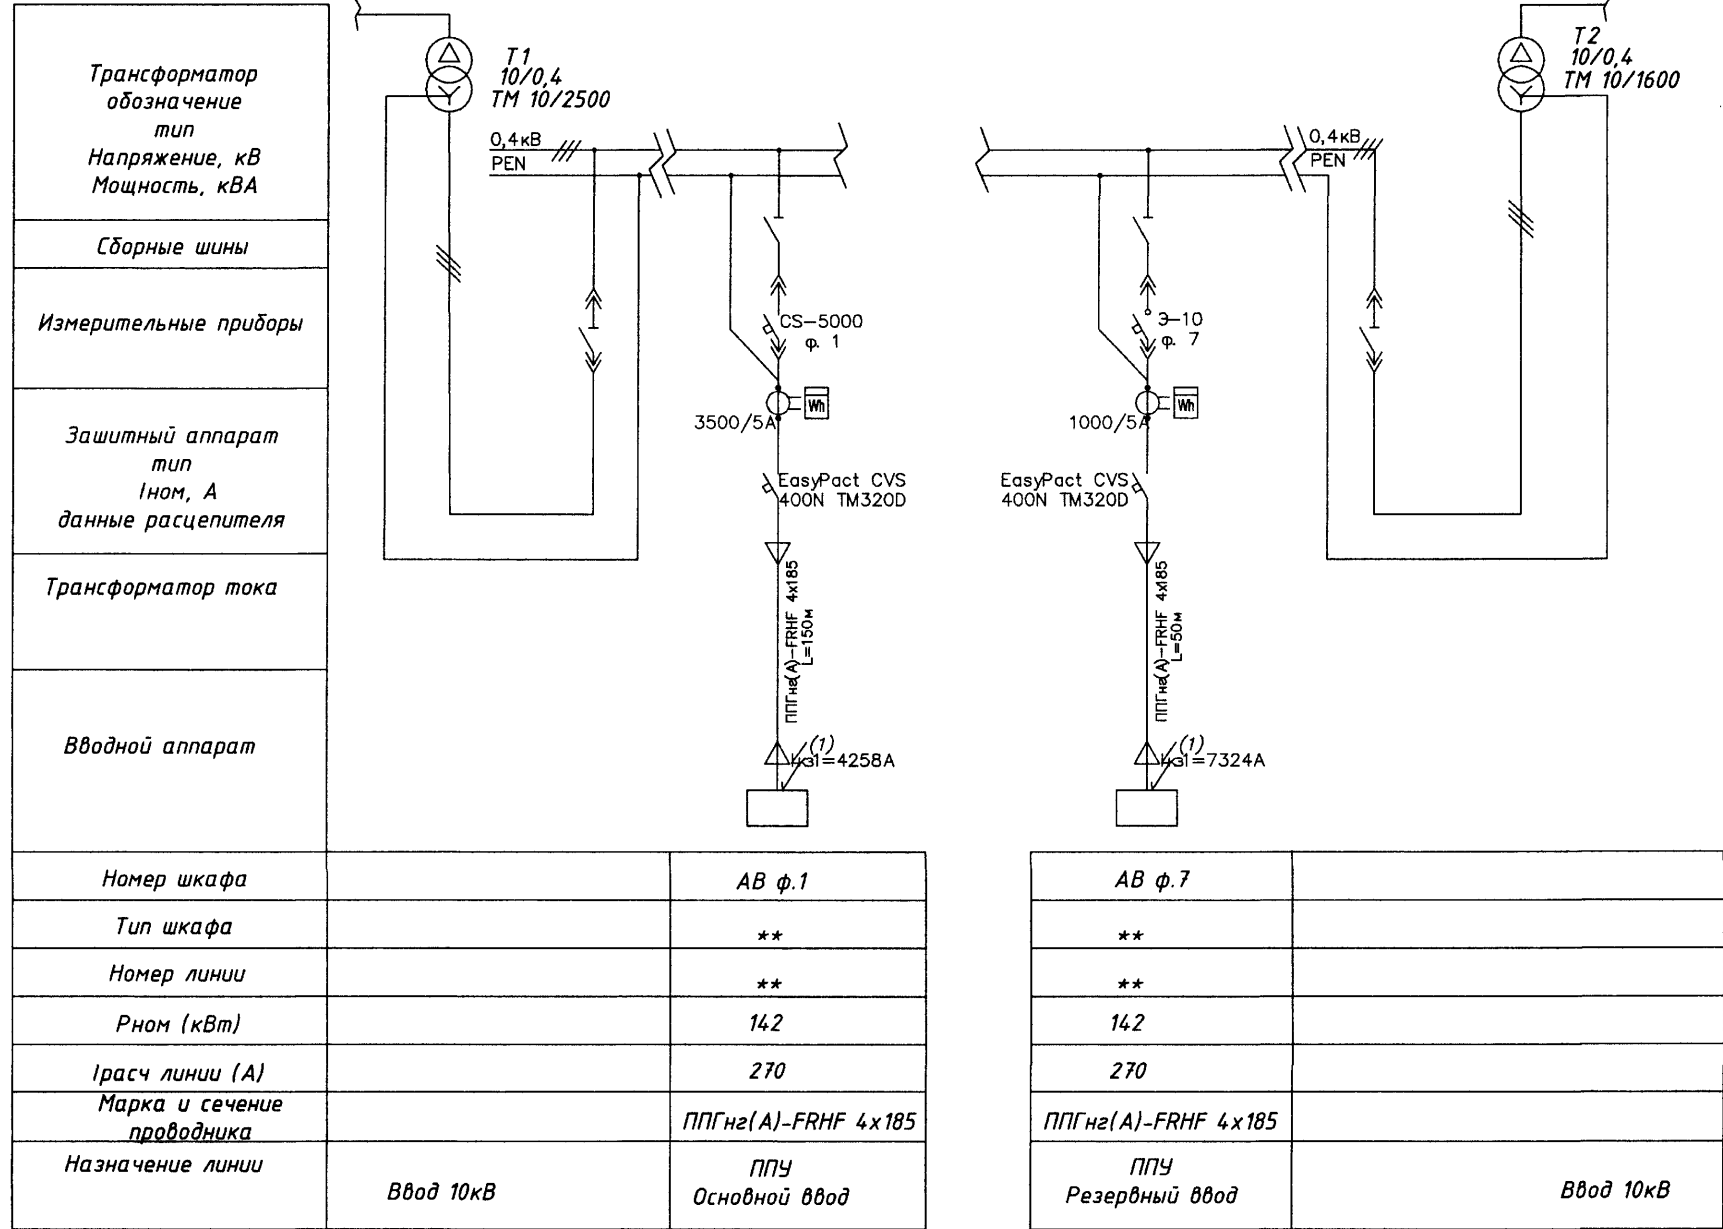 Трансформатор
обозначение
тип
Напряжение, кВ
Мощность, кВА
Сборные шины
Измерительные приборы
Зашитный аппарат
тип
Iном, А
данные расцепителя
Трансформатор тока
Вводной аппарат
Т1
10/0,4
ТМ 10/2500
0,4кВ
PEN
CS-5000
ф. 1
Wh
3500/5А
EasyPact CVS
400N TM320D
ППГнг(А)-FRHF 4х185
L=150м
(1)
Iкз1=4258А
Т2
10/0,4
ТМ 10/1600
0,4кВ
PEN
Э-10
ф. 7
Wh
1000/5А
EasyPact CVS
400N TM320D
ППГнг(А)-FRHF 4х185
L=50м
(1)
Iкз1=7324А
Номер шкафа АВ ф.1 АВ ф.7
Тип шкафа ** **
Номер линии ** **
Рном (кВт) 142 142
Iрасч линии (А) 270 270
Марка и сечение
проводника ППГнг(А)-FRHF 4х185 ППГнг(А)-FRHF 4х185
Назначение линии
Ввод 10кВ
ППУ
Основной ввод
ППУ
Резервный ввод
Ввод 10кВ